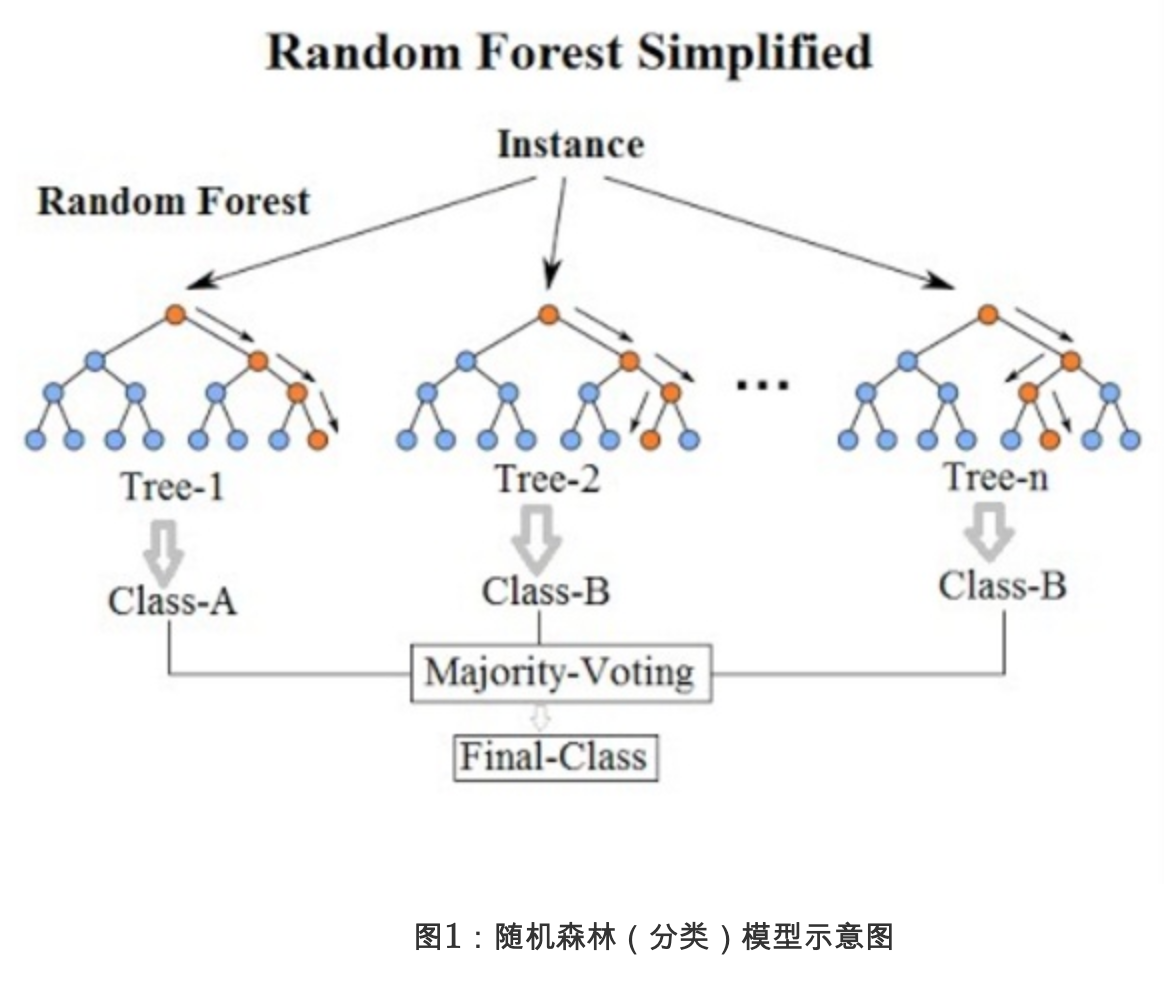 Random Forest Simplified
Instance
Random Forest
...
Tree-1
Tree-2
Tree-n
Class-A
Class-B
Class-B
Majority-Voting
Final-Class
图1：随机森林（分类）模型示意图